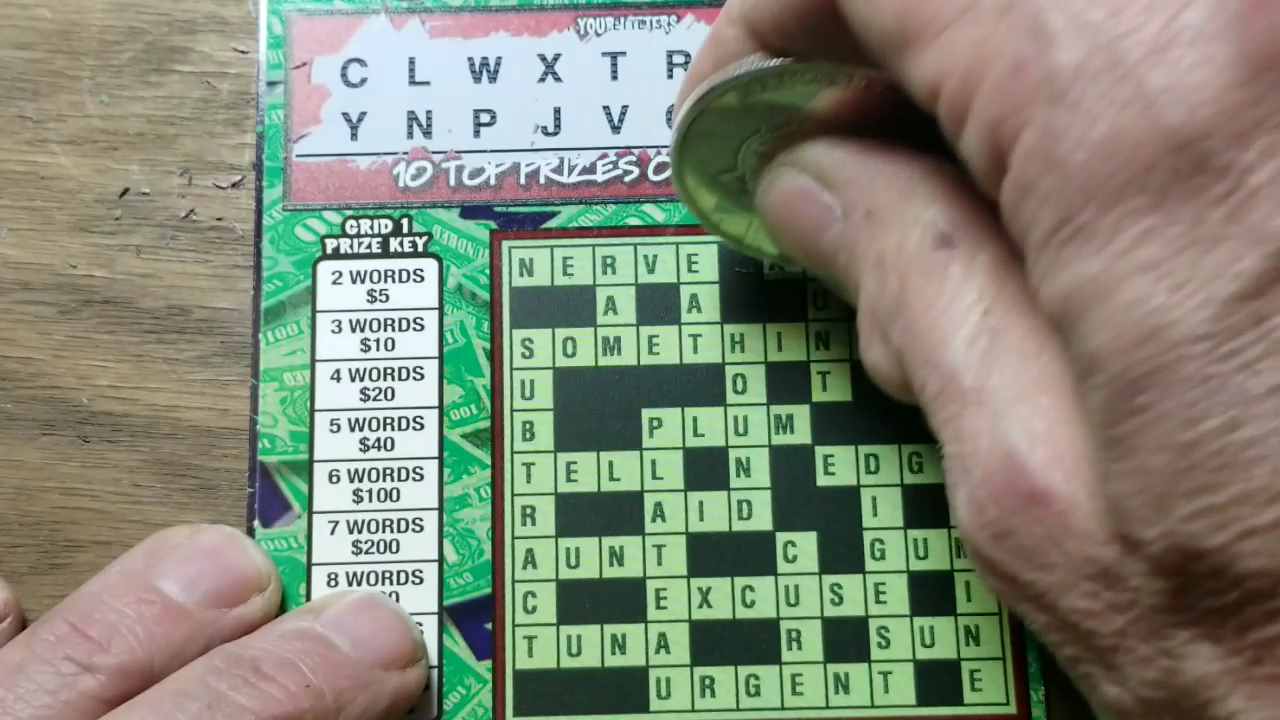 YOUR LETTERS
C L W X T R
Y N P J V
10 TOP PRIZES O
GRID 1
PRIZE KEY
2 WORDS
$5
3 WORDS
$10
4 WORDS
$20
5 WORDS
$40
6 WORDS
$100
7 WORDS
$200
8 WORDS
N E R V E
A A U
S O M E T H I N
U O T
B P L U M
T E L L L N E D G
R A I D I
A U N T T C G U N
C E X C U S E I
T U N A A R S U N
U R G E N T E